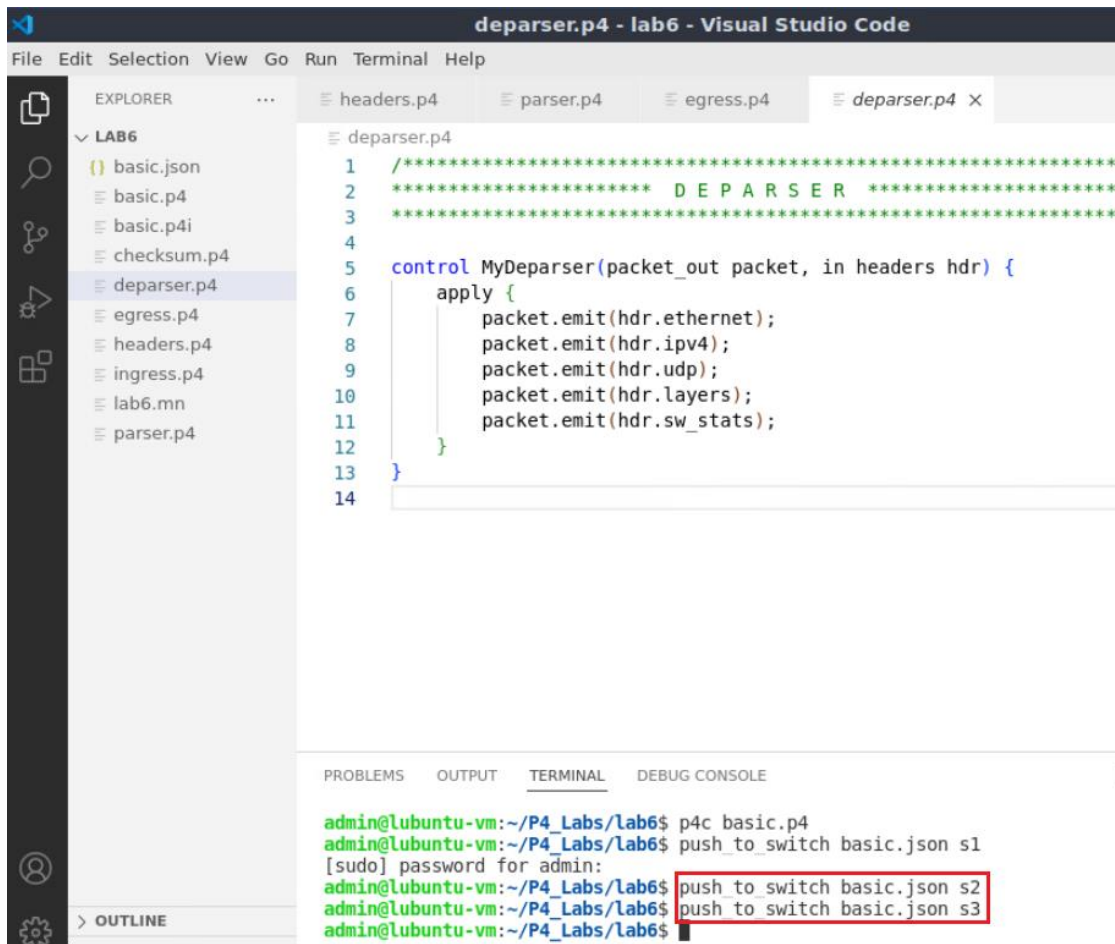 deparser.p4 - lab6 - Visual Studio Code
File Edit Selection View Go Run Terminal Help
EXPLORER ...
headers.p4 parser.p4 egress.p4 deparser.p4 ×
LAB6
{} basic.json
basic.p4
basic.p4i
checksum.p4
deparser.p4
egress.p4
headers.p4
ingress.p4
lab6.mn
parser.p4
deparser.p4
1 /****************************************************************
2 *********************** D E P A R S E R **********************
3 ****************************************************************
4
5 control MyDeparser(packet_out packet, in headers hdr) {
6 apply {
7 packet.emit(hdr.ethernet);
8 packet.emit(hdr.ipv4);
9 packet.emit(hdr.udp);
10 packet.emit(hdr.layers);
11 packet.emit(hdr.sw_stats);
12 }
13 }
14
PROBLEMS OUTPUT TERMINAL DEBUG CONSOLE
admin@lubuntu-vm:~/P4_Labs/lab6$ p4c basic.p4
admin@lubuntu-vm:~/P4_Labs/lab6$ push_to_switch basic.json s1
[sudo] password for admin:
admin@lubuntu-vm:~/P4_Labs/lab6$ push_to_switch basic.json s2
admin@lubuntu-vm:~/P4_Labs/lab6$ push_to_switch basic.json s3
admin@lubuntu-vm:~/P4_Labs/lab6$
> OUTLINE